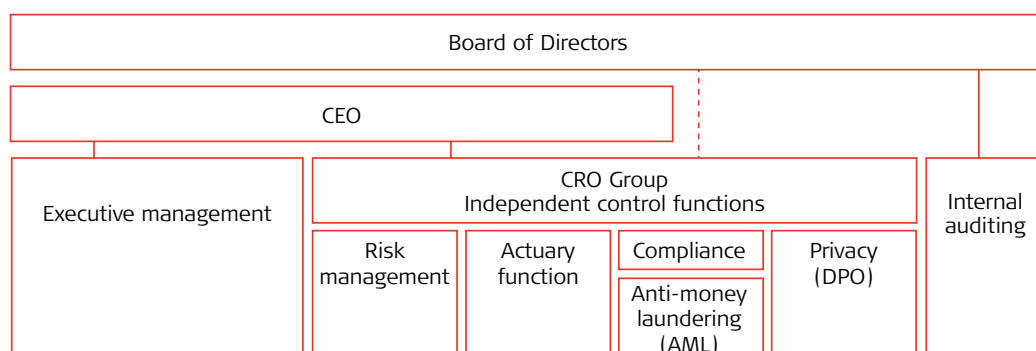 Board of Directors
CEO
Executive management
CRO Group
Independent control functions
Internal
auditing
Risk
management
Actuary
function
Compliance
Privacy
(DPO)
Anti-money
laundering
(AML)